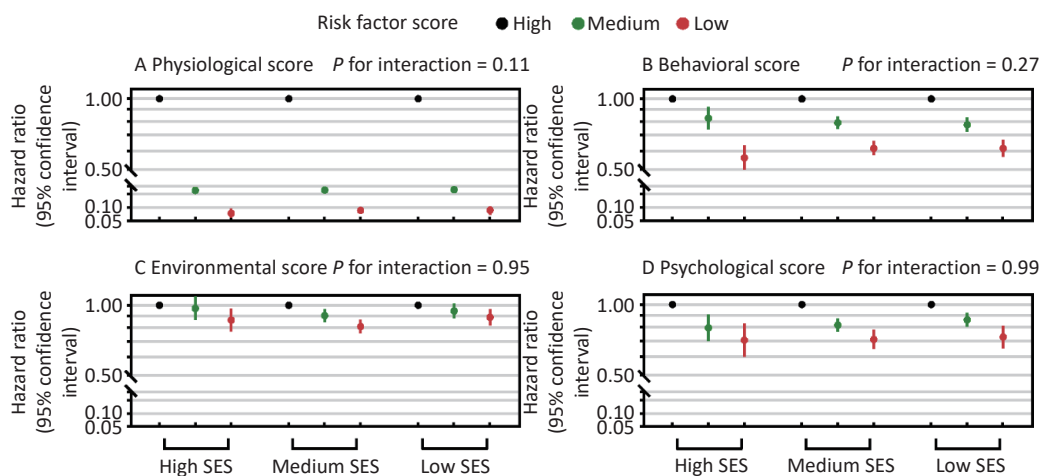 Risk factor score High Medium Low
A Physiological score P for interaction = 0.11
Hazard ratio
(95% confidence
interval)
1.00
0.50
0.10
0.05
B Behavioral score P for interaction = 0.27
Hazard ratio
(95% confidence
interval)
1.00
0.50
0.10
0.05
C Environmental score P for interaction = 0.95
Hazard ratio
(95% confidence
interval)
1.00
0.50
0.10
0.05
High SES Medium SES Low SES
D Psychological score P for interaction = 0.99
Hazard ratio
(95% confidence
interval)
1.00
0.50
0.10
0.05
High SES Medium SES Low SES